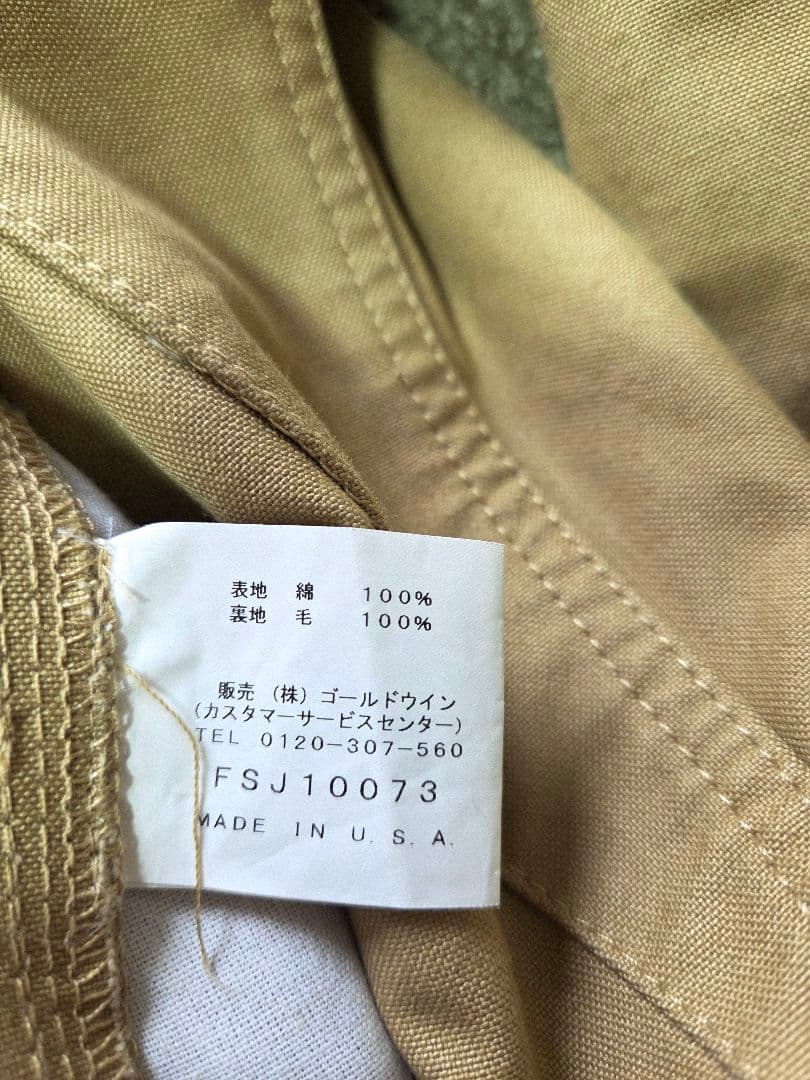 表地 綿 100%
裏地 毛 100%
販売 (株) ゴールドウイン
(カスタマーサービスセンター)
TEL 0120-307-560
FSJ10073
MADE IN U.S.A.